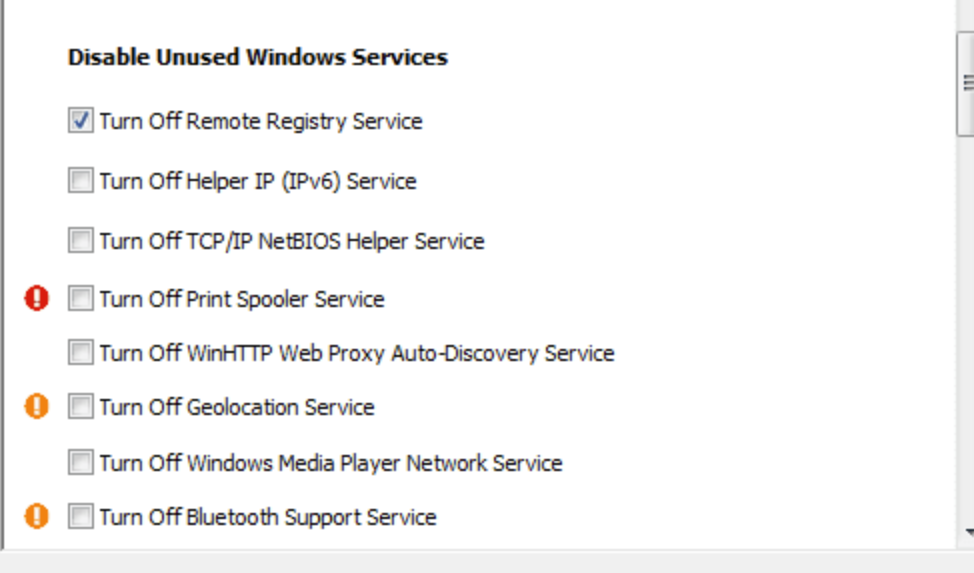 Disable Unused Windows Services
Turn Off Remote Registry Service
Turn Off Helper IP (IPv6) Service
Turn Off TCP/IP NetBIOS Helper Service
Turn Off Print Spooler Service
Turn Off WinHTTP Web Proxy Auto-Discovery Service
Turn Off Geolocation Service
Turn Off Windows Media Player Network Service
Turn Off Bluetooth Support Service